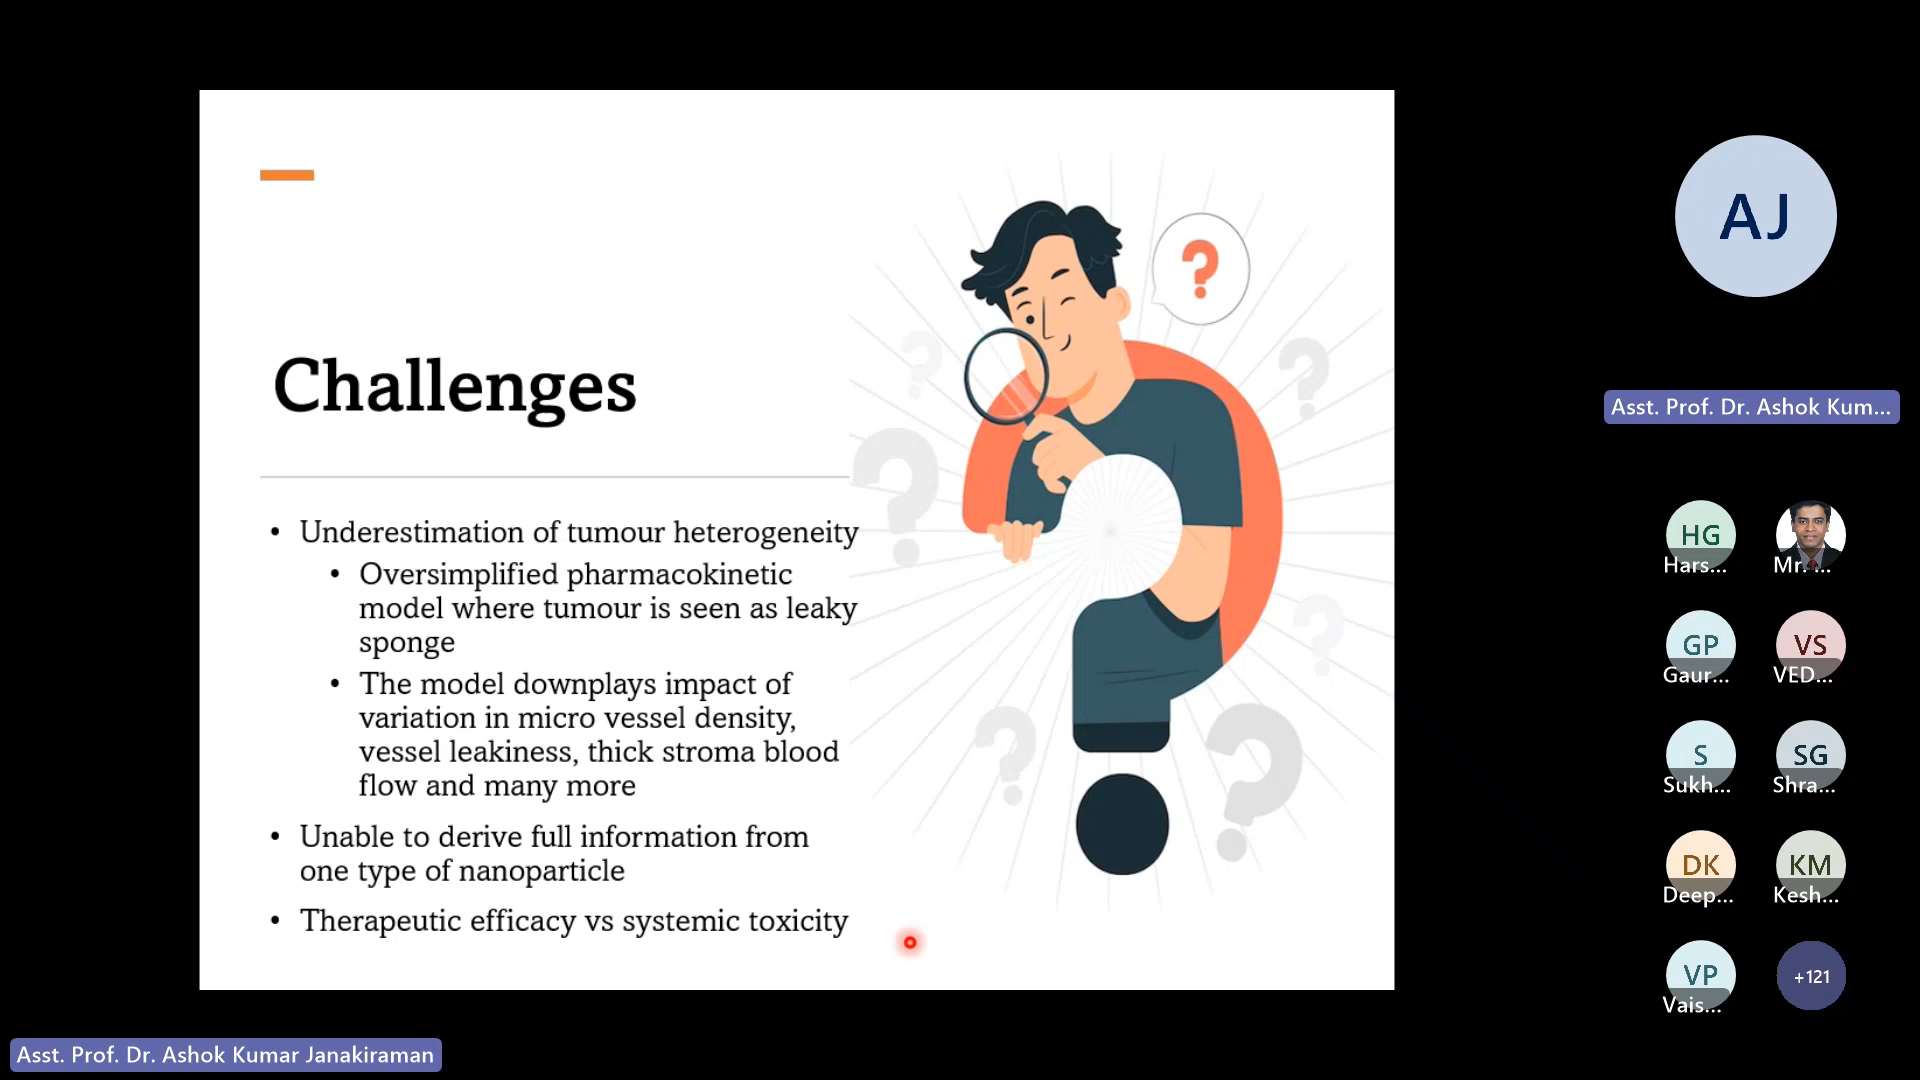 Challenges
• Underestimation of tumour heterogeneity
• Oversimplified pharmacokinetic
model where tumour is seen as leaky
sponge
• The model downplays impact of
variation in micro vessel density,
vessel leakiness, thick stroma blood
flow and many more
• Unable to derive full information from
one type of nanoparticle
• Therapeutic efficacy vs systemic toxicity
?
AJ
Asst. Prof. Dr. Ashok Kum...
HG
Hars...
Mr. ...
GP
Gaur...
VS
VED...
S
Sukh...
SG
Shra...
DK
Deep...
KM
Kesh...
VP
Vais...
+121
Asst. Prof. Dr. Ashok Kumar Janakiraman